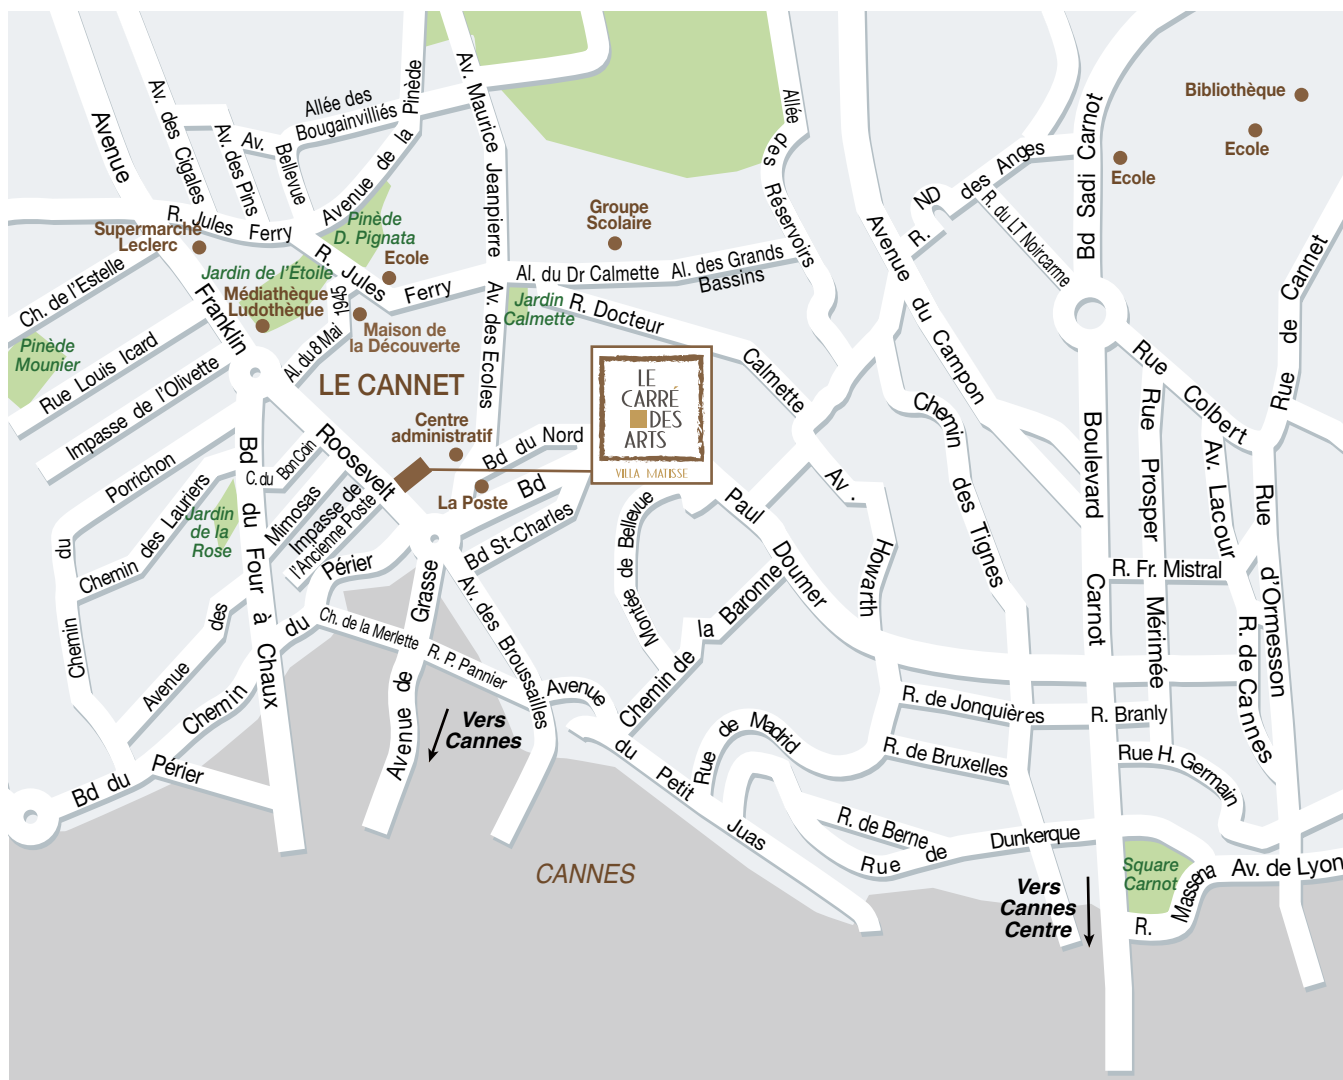 Avenue
Av. des Cigales
Av. des Pins
Av.
Bellevue
Allée des
Bougainvilliés
Avenue de la Pinède
Av. Maurice Jeanpierre
Allée des Réservoirs
Avenue du Campon
R. ND des Anges
R. du LT Noircarme
Bd Sadi Carnot
Bibliothèque
Ecole
Ecole
Rue de Cannet
R. Jules Ferry
Supermarché
Leclerc
Pinède
D. Pignata
Groupe
Scolaire
Ch. de l'Estelle
Franklin
Jardin de l'Étoile
Médiathèque
Ludothèque
R. Jules Ferry
Ecole
1945
Al. du 8 Mai
Maison de
la Découverte
Al. du Dr Calmette
Al. des Grands
Bassins
Jardin
Calmette
R. Docteur
Calmette
Av. des Ecoles
Pinède
Mounier
Rue Louis Icard
Impasse de l'Olivette
LE CANNET
Centre
administratif
LE
CARRÉ
DES
ARTS
VILLA MATISSE
Chemin des Tignes
Rue Colbert
Rue Prosper Mérimée
Av. Lacour
Rue d'Ormesson
Boulevard Carnot
Roosevelt
Bd du Nord
La Poste
Bd
Paul Doumer
Av. Howarth
Bd St-Charles
Porrichon
du
Chemin
Chemin des Lauriers
Jardin
de la
Rose
Bd du Four à Chaux
C. du Bon Coin
Mimosas
Impasse de
l'Ancienne Poste
Avenue des
Périer
du
Chemin
Ch. de la Merlette
R. P. Pannier
Avenue de Grasse
Av. des Broussailles
Montée de Bellevue
Chemin de la Baronne
R. Fr. Mistral
R. de Cannes
Avenue
du Petit Juas
Rue de Madrid
R. de Jonquières
R. Branly
R. de Bruxelles
Rue H. Germain
Vers
Cannes
Bd du Périer
R. de Berne
Rue de Dunkerque
CANNES
Vers
Cannes
Centre
Square
Carnot
R. Massena
Av. de Lyon